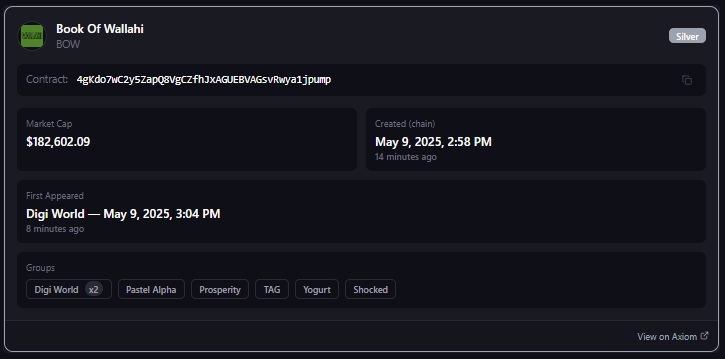 Book Of Wallahi
BOW
Silver
Contract: 4gKdo7wC2y5ZapQ8VgCZfhJxAGUEBVAGsvRwya1jpump
Market Cap
$182,602.09
Created (chain)
May 9, 2025, 2:58 PM
14 minutes ago
First Appeared
Digi World — May 9, 2025, 3:04 PM
8 minutes ago
Groups
Digi World x2 Pastel Alpha Prosperity TAG Yogurt Shocked
View on Axiom